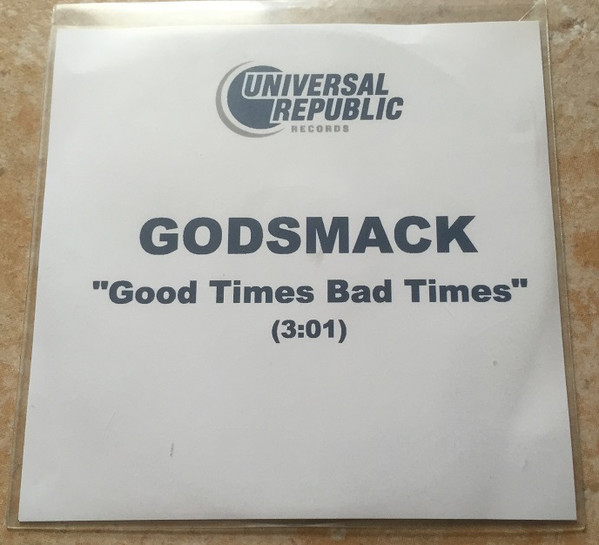 UNIVERSAL
REPUBLIC
RECORDS
GODSMACK
"Good Times Bad Times"
(3:01)